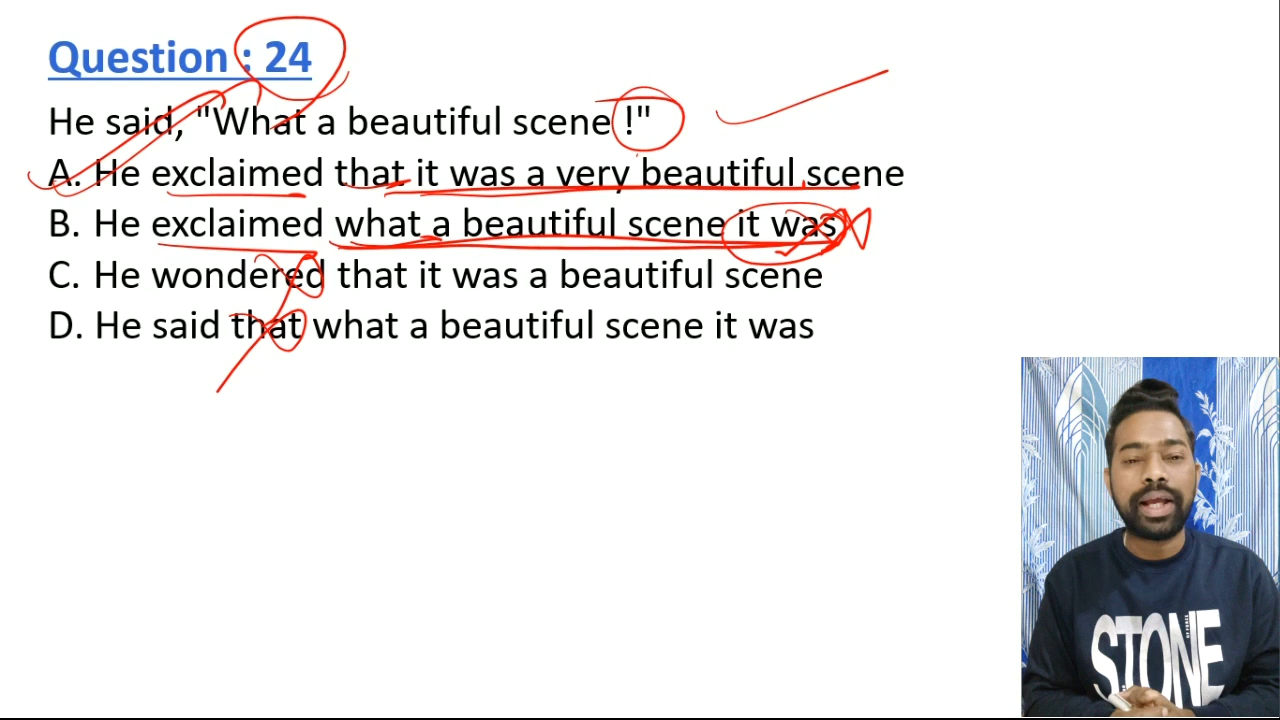 Question : 24
He said, "What a beautiful scene !"
A. He exclaimed that it was a very beautiful scene
B. He exclaimed what a beautiful scene it was
C. He wondered that it was a beautiful scene
D. He said that what a beautiful scene it was
STONE